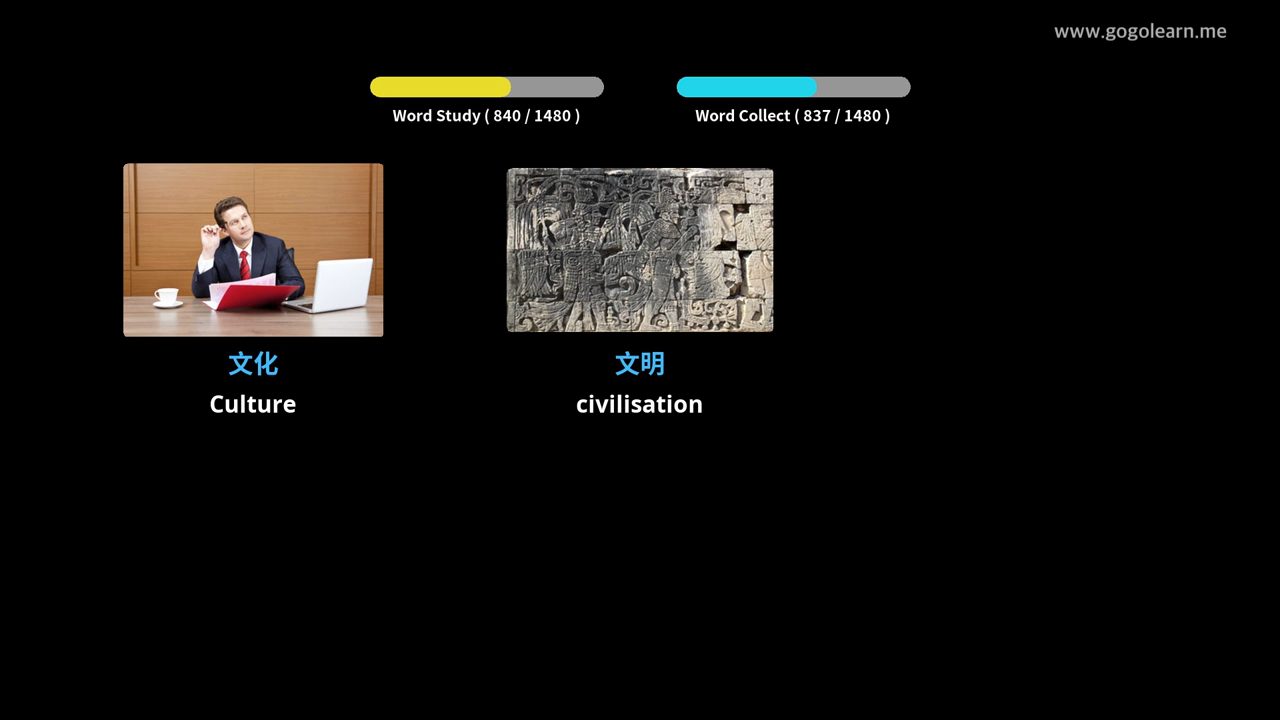 www.gogolearn.me
Word Study ( 840 / 1480 )
Word Collect ( 837 / 1480 )
文化
Culture
文明
civilisation